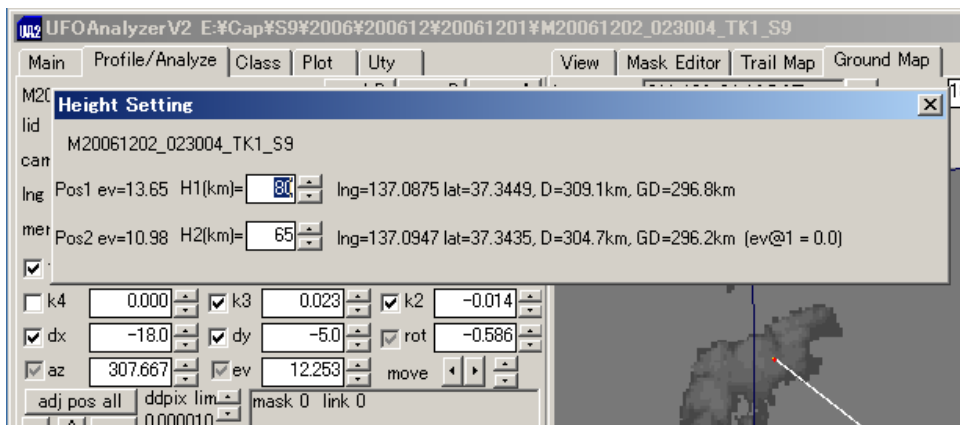 UFOAnalyzerV2 E:¥Cap¥S9¥2006¥200612¥20061201¥M20061202_023004_TK1_S9
Main Profile/Analyze Class Plot Uty View Mask Editor Trail Map Ground Map
Height Setting
lid
M20061202_023004_TK1_S9
lng Pos1 ev=13.65 H1(km)= 80 lng=137.0875 lat=37.3449, D=309.1km, GD=296.8km
Pos2 ev=10.98 H2(km)= 65 lng=137.0947 lat=37.3435, D=304.7km, GD=296.2km (ev@1 = 0.0)
k4 0.000 k3 0.023 k2 -0.014
dx -18.0 dy -5.0 rot -0.586
az 307.667 ev 12.253 move
adj pos all ddpix lim mask 0 link 0
0.000010